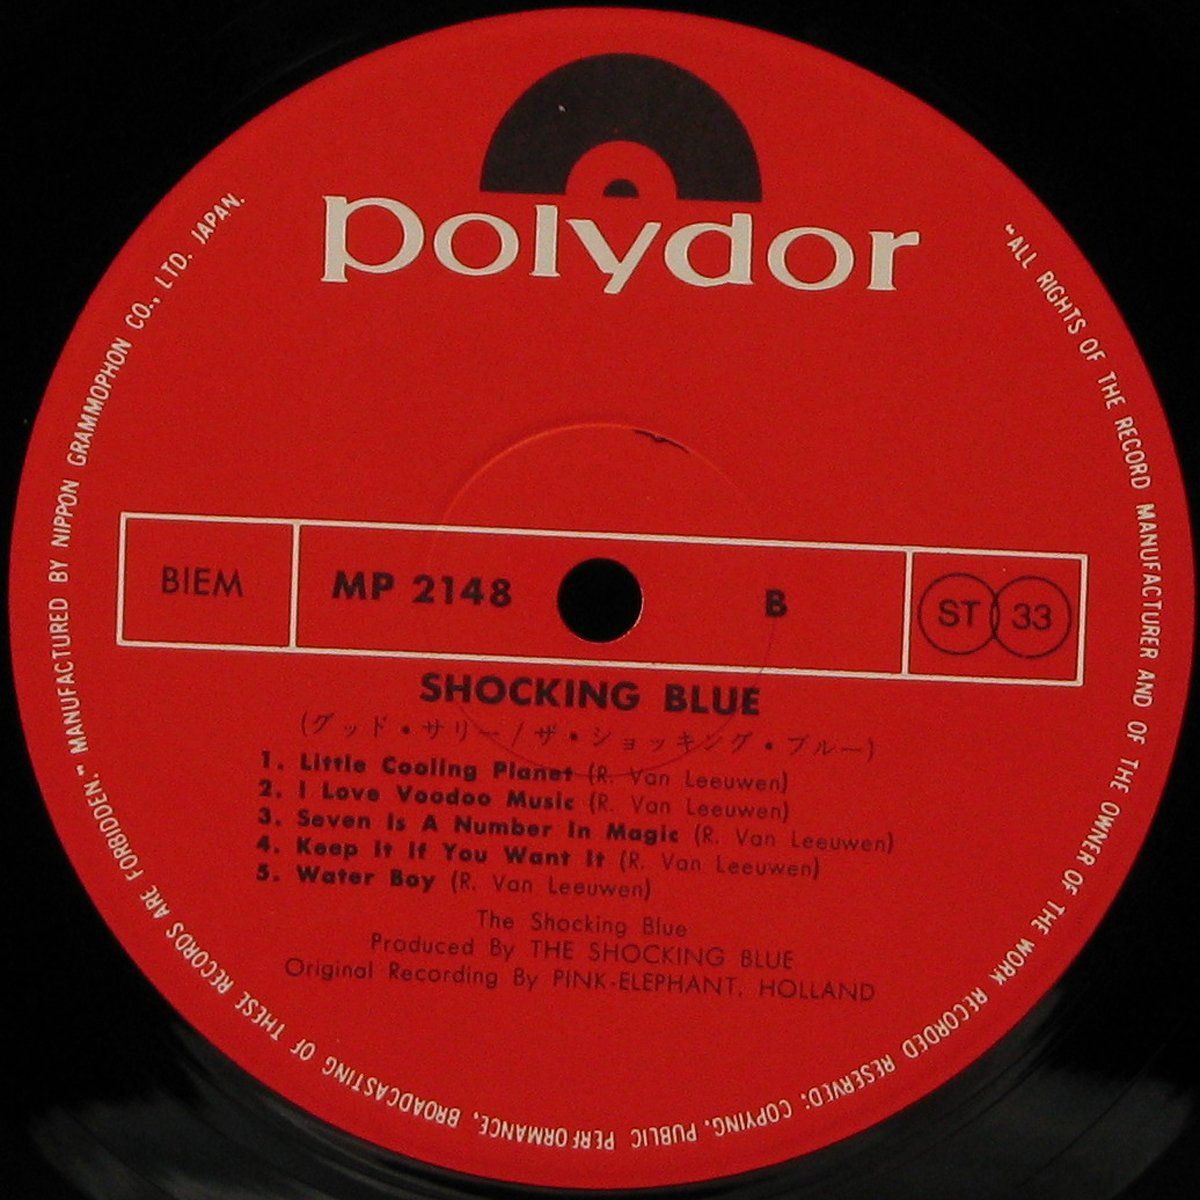 polydor
BIEM
MP 2148
B
ST 33
SHOCKING BLUE
(グッド・サリー/ザ・ショッキング・ブルー)
1. Little Cooling Planet (R. Van Leeuwen)
2. I Love Voodoo Music (R. Van Leeuwen)
3. Seven Is A Number In Magic (R. Van Leeuwen)
4. Keep It If You Want It (R. Van Leeuwen)
5. Water Boy (R. Van Leeuwen)
The Shocking Blue
Produced By THE SHOCKING BLUE
Original Recording By PINK-ELEPHANT, HOLLAND
"ALL RIGHTS OF THE RECORD MANUFACTURER AND OF THE OWNER OF THE WORK RECORDED RESERVED: COPYING, PUBLIC PERFORMANCE, BROADCASTING OF THESE RECORDS ARE FORBIDDEN." MANUFACTURED BY NIPPON GRAMMOPHON CO., LTD. JAPAN.